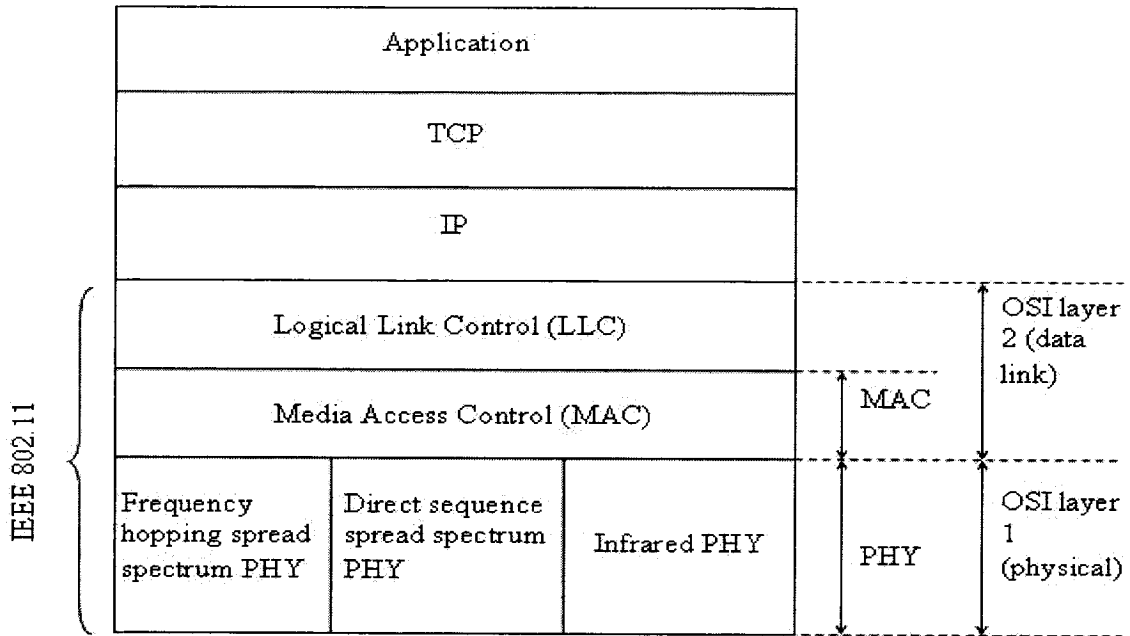 Application
TCP
IP
Logical Link Control (LLC)
Media Access Control (MAC)
Frequency
hopping spread
spectrum PHY
Direct sequence
spread spectrum
PHY
Infrared PHY
MAC
PHY
OSI layer
2 (data
link)
OSI layer
1
(physical)
IEEE 802.11